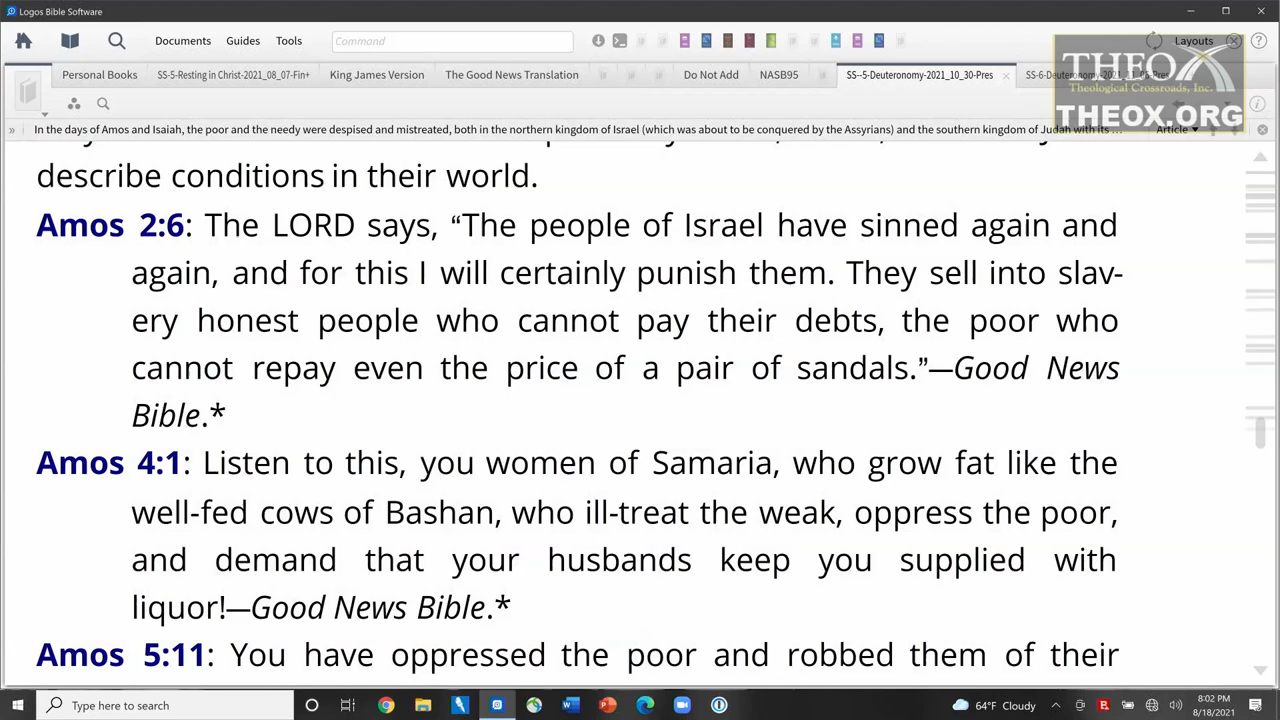 Logos Bible Software
Documents Guides Tools Command Layouts
THEOX
Theological Crossroads, Inc.
THEOX.ORG
Personal Books SS-5-Resting in Christ-2021_08_07-Fin+ King James Version The Good News Translation Do Not Add NASB95 SS--5-Deuteronomy-2021_10_30-Pres
In the days of Amos and Isaiah, the poor and the needy were despised and mistreated, both in the northern kingdom of Israel (which was about to be conquered by the Assyrians) and the southern kingdom of Judah with its ... Article
describe conditions in their world.
Amos 2:6: The LORD says, “The people of Israel have sinned again and
again, and for this I will certainly punish them. They sell into slav-
ery honest people who cannot pay their debts, the poor who
cannot repay even the price of a pair of sandals.”—Good News
Bible.*
Amos 4:1: Listen to this, you women of Samaria, who grow fat like the
well-fed cows of Bashan, who ill-treat the weak, oppress the poor,
and demand that your husbands keep you supplied with
liquor!—Good News Bible.*
Amos 5:11: You have oppressed the poor and robbed them of their
Type here to search
64°F Cloudy
8:02 PM
8/18/2021